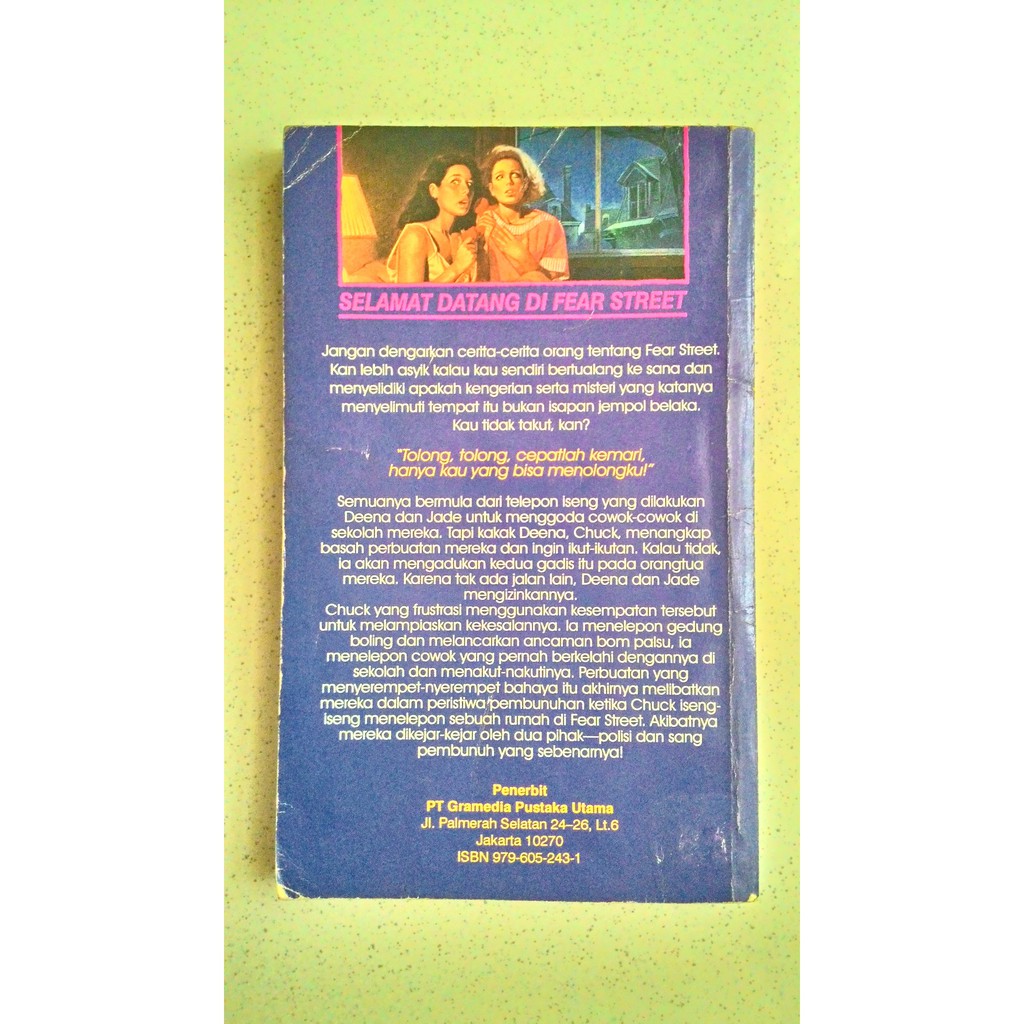 SELAMAT DATANG DI FEAR STREET
Jangan dengarkan cerita-cerita orang tentang Fear Street.
Kan lebih asyik kalau kau sendiri bertualang ke sana dan
menyelidiki apakah kengerian serta misteri yang katanya
menyelimuti tempat itu bukan isapan jempol belaka.
Kau tidak takut, kan?
"Tolong, tolong, cepatlah kemari,
hanya kau yang bisa menolongku!"
Semuanya bermula dari telepon iseng yang dilakukan
Deena dan Jade untuk menggoda cowok-cowok di
sekolah mereka. Tapi kakak Deena, Chuck, menangkap
basah perbuatan mereka dan ingin ikut-ikutan. Kalau tidak,
ia akan mengadukan kedua gadis itu pada orangtua
mereka. Karena tak ada jalan lain, Deena dan Jade
mengizinkannya.
Chuck yang frustrasi menggunakan kesempatan tersebut
untuk melampiaskan kekesalannya. Ia menelepon gedung
boling dan melancarkan ancaman bom palsu, ia
menelepon cowok yang pernah berkelahi dengannya di
sekolah dan menakut-nakutinya. Perbuatan yang
menyerempet-nyerempet bahaya itu akhirnya melibatkan
mereka dalam peristiwa pembunuhan ketika Chuck iseng-
iseng menelepon sebuah rumah di Fear Street. Akibatnya
mereka dikejar-kejar oleh dua pihak—polisi dan sang
pembunuh yang sebenarnya!
Penerbit
PT Gramedia Pustaka Utama
Jl. Palmerah Selatan 24–26, Lt.6
Jakarta 10270
ISBN 979-605-243-1